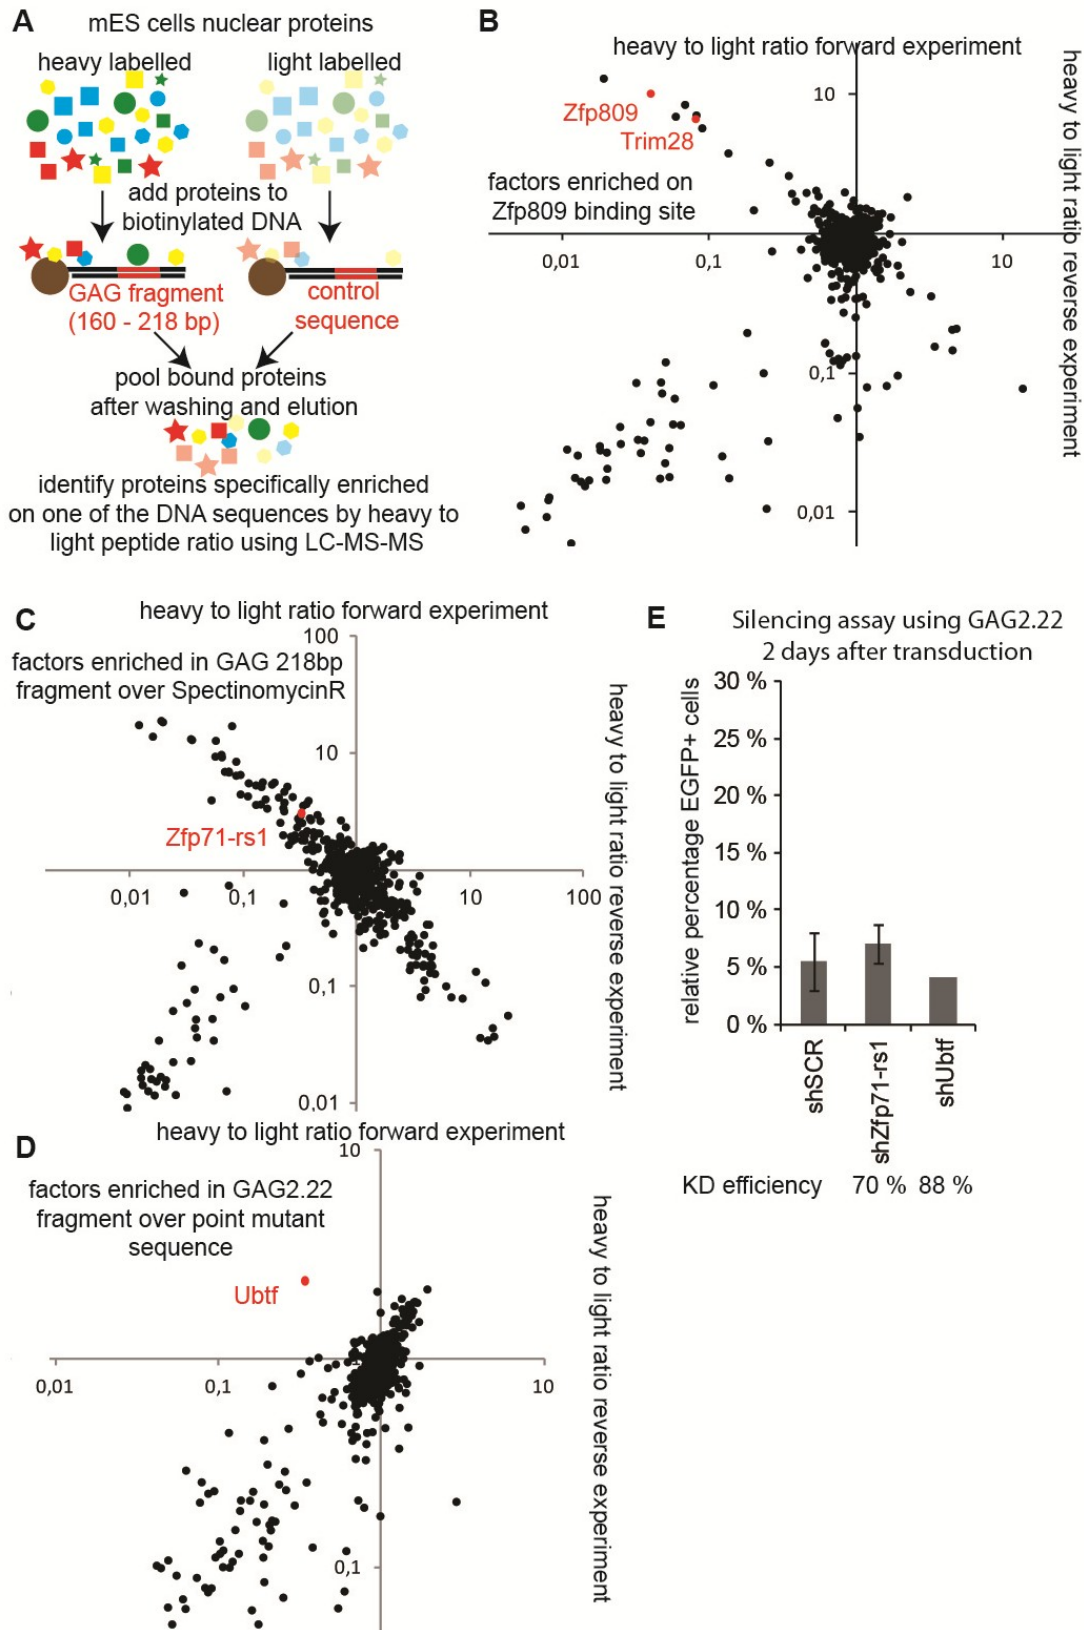 A
mES cells nuclear proteins
heavy labelled
light labelled
add proteins to
biotinylated DNA
GAG fragment
(160 - 218 bp)
control
sequence
pool bound proteins
after washing and elution
identify proteins specifically enriched
on one of the DNA sequences by heavy to
light peptide ratio using LC-MS-MS
B
heavy to light ratio forward experiment
heavy to light ratio reverse experiment
10
Zfp809
Trim28
factors enriched on
Zfp809 binding site
0,01
0,1
10
0,1
0,01
C
heavy to light ratio forward experiment
100
factors enriched in GAG 218bp
fragment over SpectinomycinR
heavy to light ratio reverse experiment
10
Zfp71-rs1
0,01
0,1
10
100
0,1
0,01
D
heavy to light ratio forward experiment
10
factors enriched in GAG2.22
fragment over point mutant
sequence
heavy to light ratio reverse experiment
Ubtf
0,01
0,1
10
0,1
E
Silencing assay using GAG2.22
2 days after transduction
relative percentage EGFP+ cells
30 %
25 %
20 %
15 %
10 %
5 %
0 %
shSCR
shZfp71-rs1
shUbtf
KD efficiency
70 %
88 %